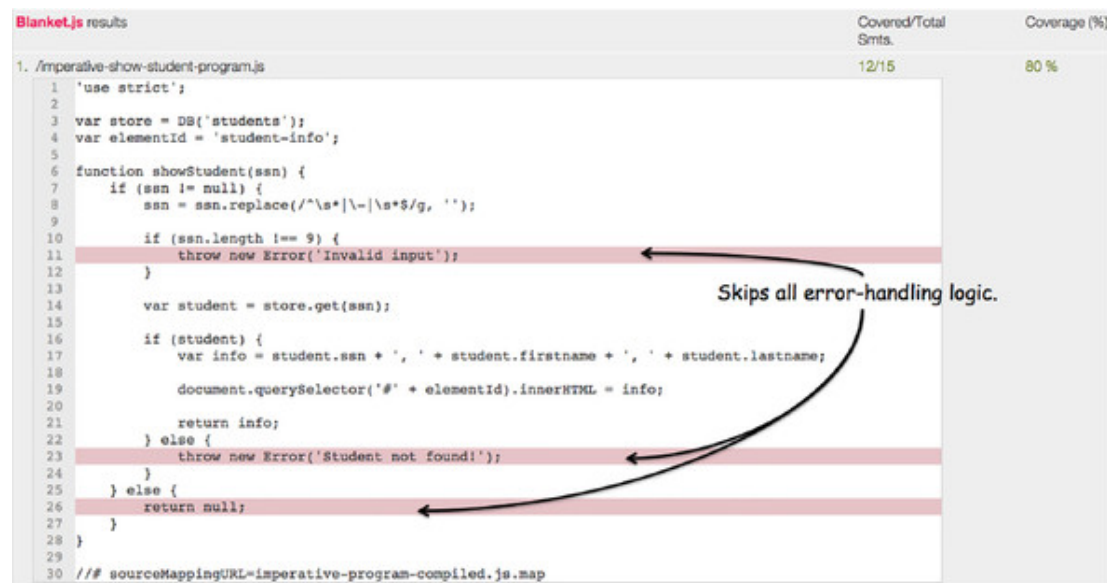 Blanket.js results Covered/Total Smts. Coverage (%)
1. /imperative-show-student-program.js 12/15 80 %
1 'use strict';
2
3 var store = DB('students');
4 var elementId = 'student-info';
5
6 function showStudent(ssn) {
7 if (ssn != null) {
8 ssn = ssn.replace(/^\s*|\-|\s*$/g, '');
9
10 if (ssn.length !== 9) {
11 throw new Error('Invalid input');
12 }
13
Skips all error-handling logic.
14 var student = store.get(ssn);
15
16 if (student) {
17 var info = student.ssn + ', ' + student.firstname + ', ' + student.lastname;
18
19 document.querySelector('#' + elementId).innerHTML = info;
20
21 return info;
22 } else {
23 throw new Error('Student not found!');
24 }
25 } else {
26 return null;
27 }
28 }
29
30 //# sourceMappingURL=imperative-program-compiled.js.map